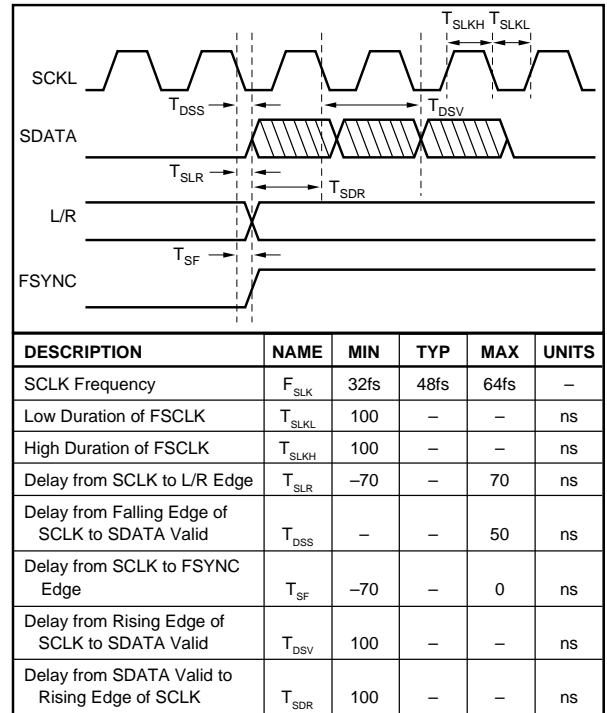 T_SLKH T_SLKL
SCKL
T_DSS T_DSV
SDATA
T_SLR
T_SDR
L/R
T_SF
FSYNC
DESCRIPTION NAME MIN TYP MAX UNITS
SCLK Frequency F_SLK 32fs 48fs 64fs –
Low Duration of FSCLK T_SLKL 100 – – ns
High Duration of FSCLK T_SLKH 100 – – ns
Delay from SCLK to L/R Edge T_SLR –70 – 70 ns
Delay from Falling Edge of
SCLK to SDATA Valid T_DSS – – 50 ns
Delay from SCLK to FSYNC
Edge T_SF –70 – 0 ns
Delay from Rising Edge of
SCLK to SDATA Valid T_DSV 100 – – ns
Delay from SDATA Valid to
Rising Edge of SCLK T_SDR 100 – – ns